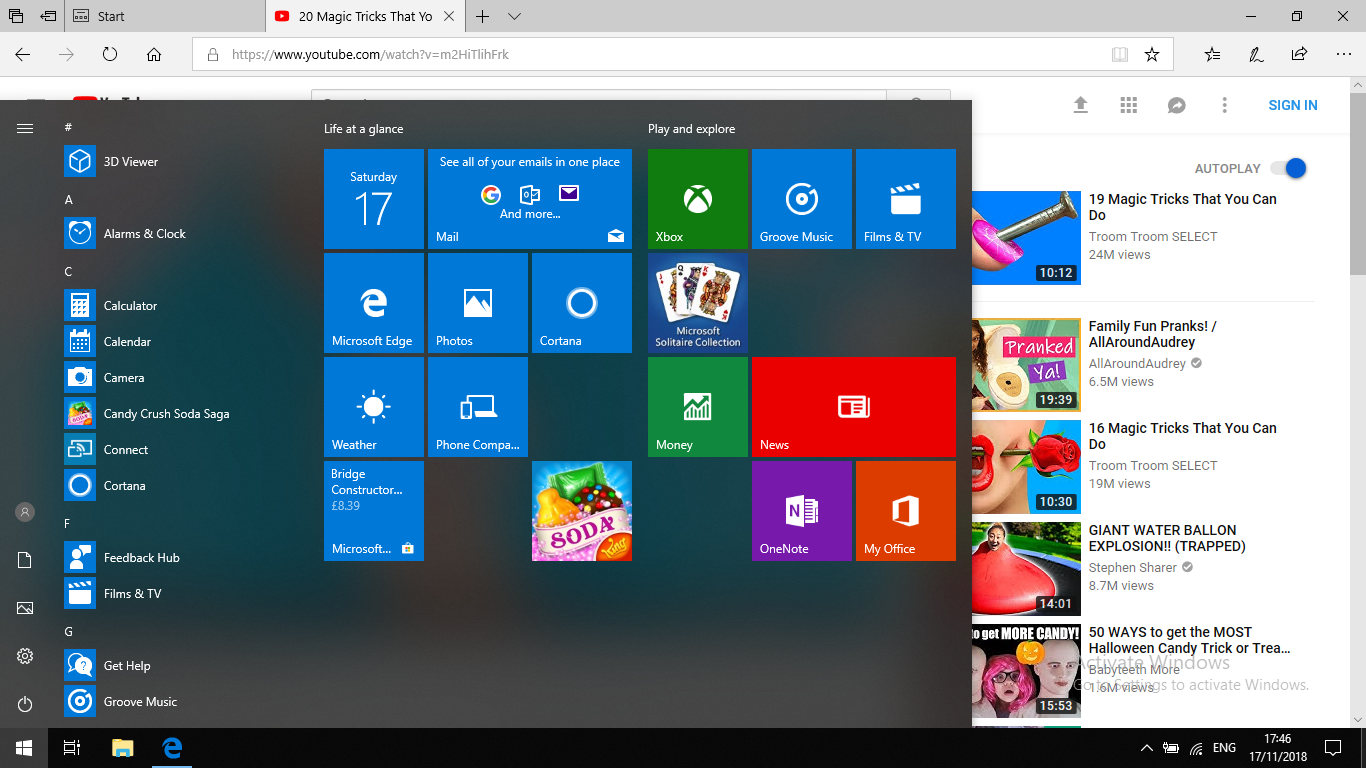 Start
20 Magic Tricks That Yo
https://www.youtube.com/watch?v=m2HiTlihFrk
SIGN IN
#
3D Viewer
A
Alarms & Clock
C
Calculator
Calendar
Camera
Candy Crush Soda Saga
Connect
Cortana
F
Feedback Hub
Films & TV
G
Get Help
Groove Music
Life at a glance
Saturday
17
See all of your emails in one place
And more...
Mail
Microsoft Edge
Photos
Cortana
Weather
Phone Compa...
Bridge
Constructor...
£8.39
Microsoft...
SODA
King
Play and explore
Xbox
Groove Music
Films & TV
J
Q
K
Microsoft
Solitaire Collection
Money
News
N
OneNote
My Office
AUTOPLAY
10:12
19 Magic Tricks That You Can
Do
Troom Troom SELECT
24M views
Pranked
Ya!
19:39
Family Fun Pranks! /
AllAroundAudrey
AllAroundAudrey
6.5M views
10:30
16 Magic Tricks That You Can
Do
Troom Troom SELECT
19M views
14:01
GIANT WATER BALLON
EXPLOSION!! (TRAPPED)
Stephen Sharer
8.7M views
to get MORE CANDY!
15:53
50 WAYS to get the MOST
Halloween Candy Trick or Trea...
Babyteeth More
1.6M views
Activate Windows
Go to Settings to activate Windows.
ENG
17:46
17/11/2018